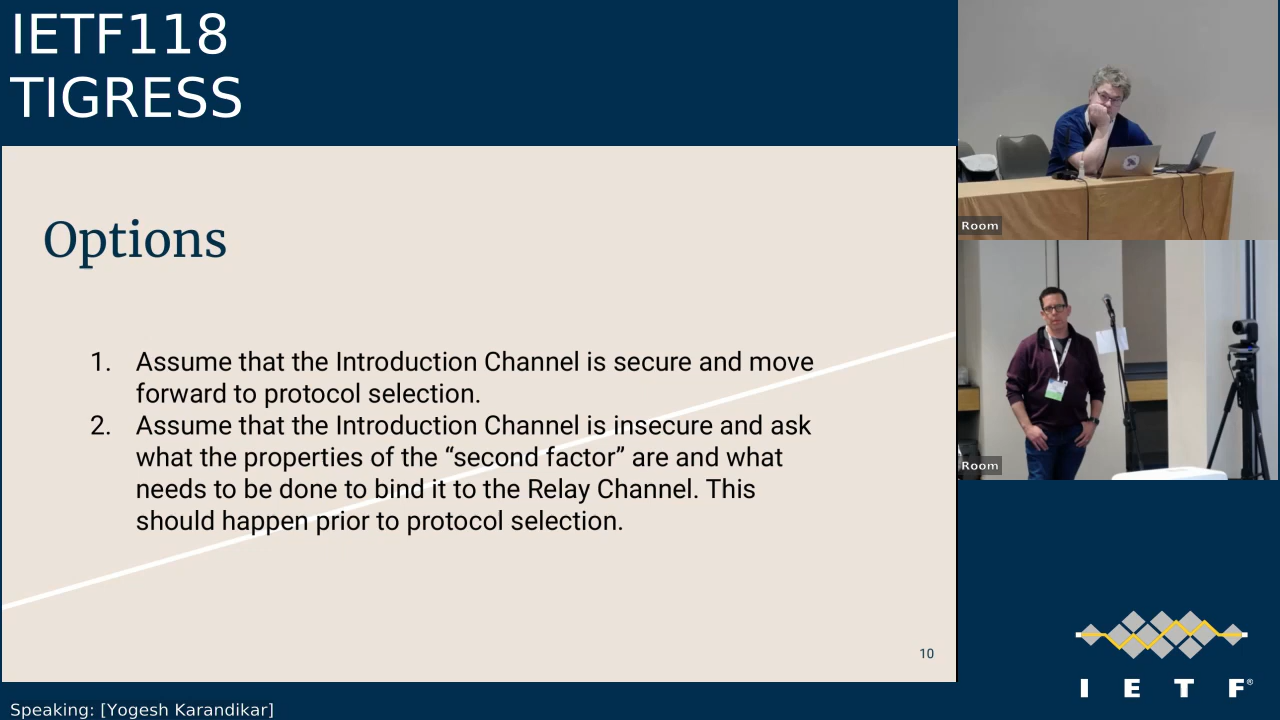 IETF118
TIGRESS
Options
1. Assume that the Introduction Channel is secure and move
forward to protocol selection.
2. Assume that the Introduction Channel is insecure and ask
what the properties of the “second factor” are and what
needs to be done to bind it to the Relay Channel. This
should happen prior to protocol selection.
10
Room
Room
I E T F®
Speaking: [Yogesh Karandikar]